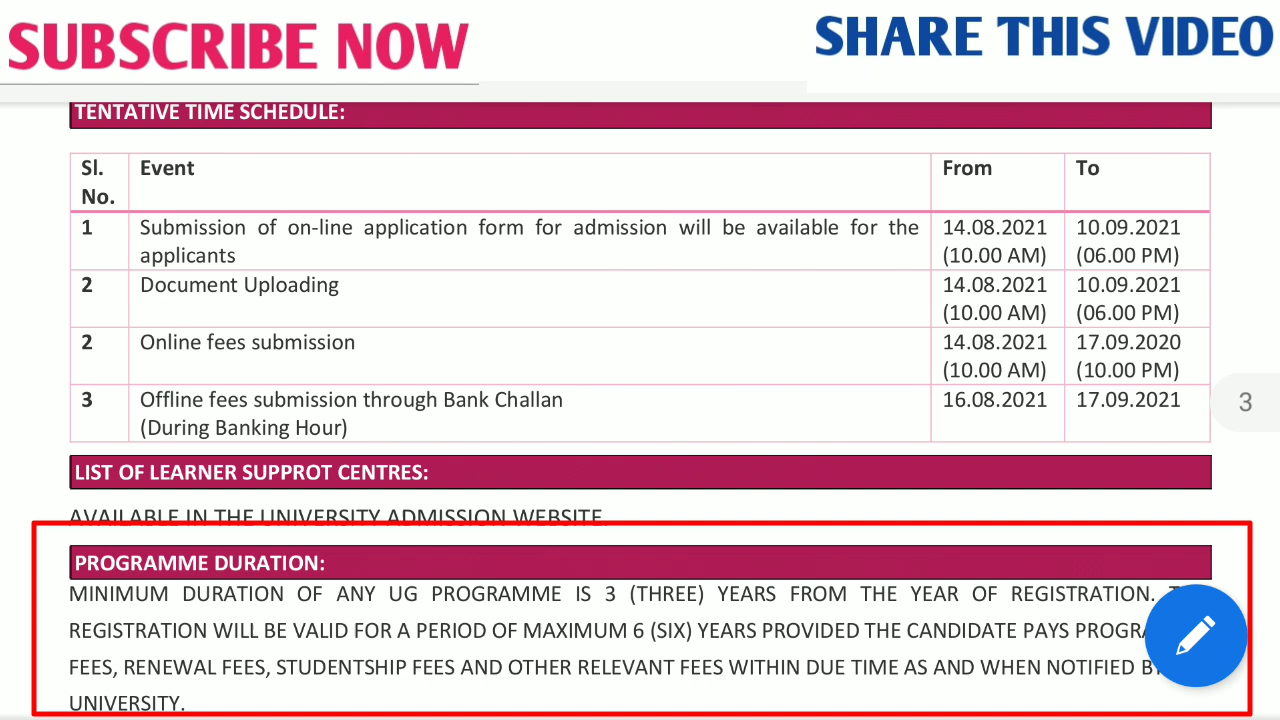 SUBSCRIBE NOW
SHARE THIS VIDEO
TENTATIVE TIME SCHEDULE:
Sl. No. Event From To
1 Submission of on-line application form for admission will be available for the applicants 14.08.2021 (10.00 AM) 10.09.2021 (06.00 PM)
2 Document Uploading 14.08.2021 (10.00 AM) 10.09.2021 (06.00 PM)
2 Online fees submission 14.08.2021 (10.00 AM) 17.09.2020 (10.00 PM)
3 Offline fees submission through Bank Challan (During Banking Hour) 16.08.2021 17.09.2021
3
LIST OF LEARNER SUPPROT CENTRES:
AVAILABLE IN THE UNIVERSITY ADMISSION WEBSITE.
PROGRAMME DURATION:
MINIMUM DURATION OF ANY UG PROGRAMME IS 3 (THREE) YEARS FROM THE YEAR OF REGISTRATION.
REGISTRATION WILL BE VALID FOR A PERIOD OF MAXIMUM 6 (SIX) YEARS PROVIDED THE CANDIDATE PAYS
FEES, RENEWAL FEES, STUDENTSHIP FEES AND OTHER RELEVANT FEES WITHIN DUE TIME AS AND WHEN NOTIFIED
UNIVERSITY.